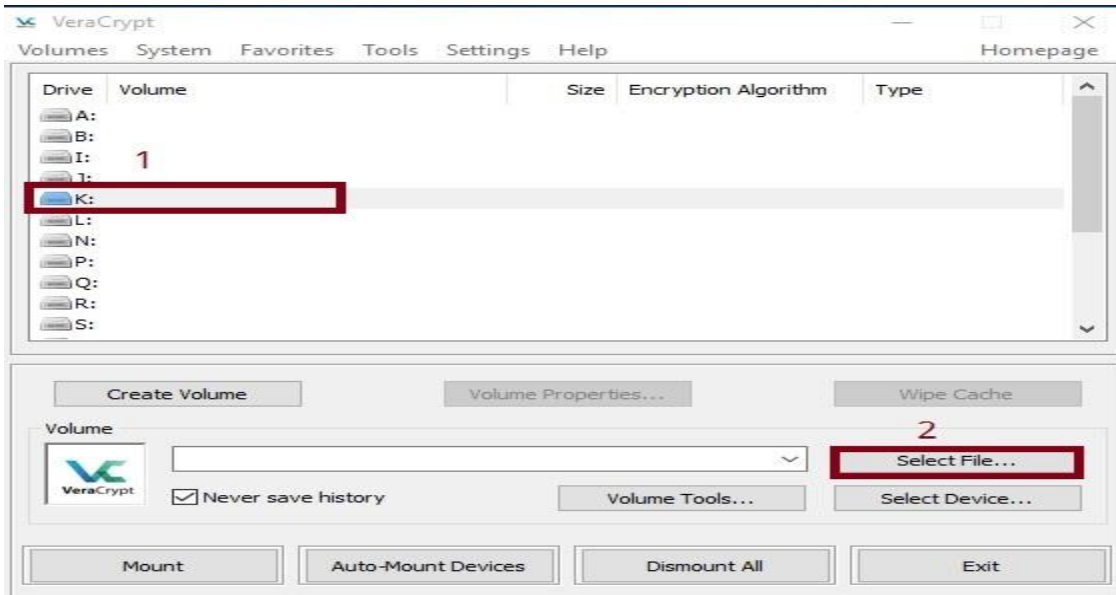 VeraCrypt
Volumes System Favorites Tools Settings Help Homepage
Drive Volume Size Encryption Algorithm Type
A:
B:
I: 1
J:
K:
L:
N:
P:
Q:
R:
S:
Create Volume Volume Properties... Wipe Cache
Volume 2
Select File...
VeraCrypt Never save history Volume Tools... Select Device...
Mount Auto-Mount Devices Dismount All Exit